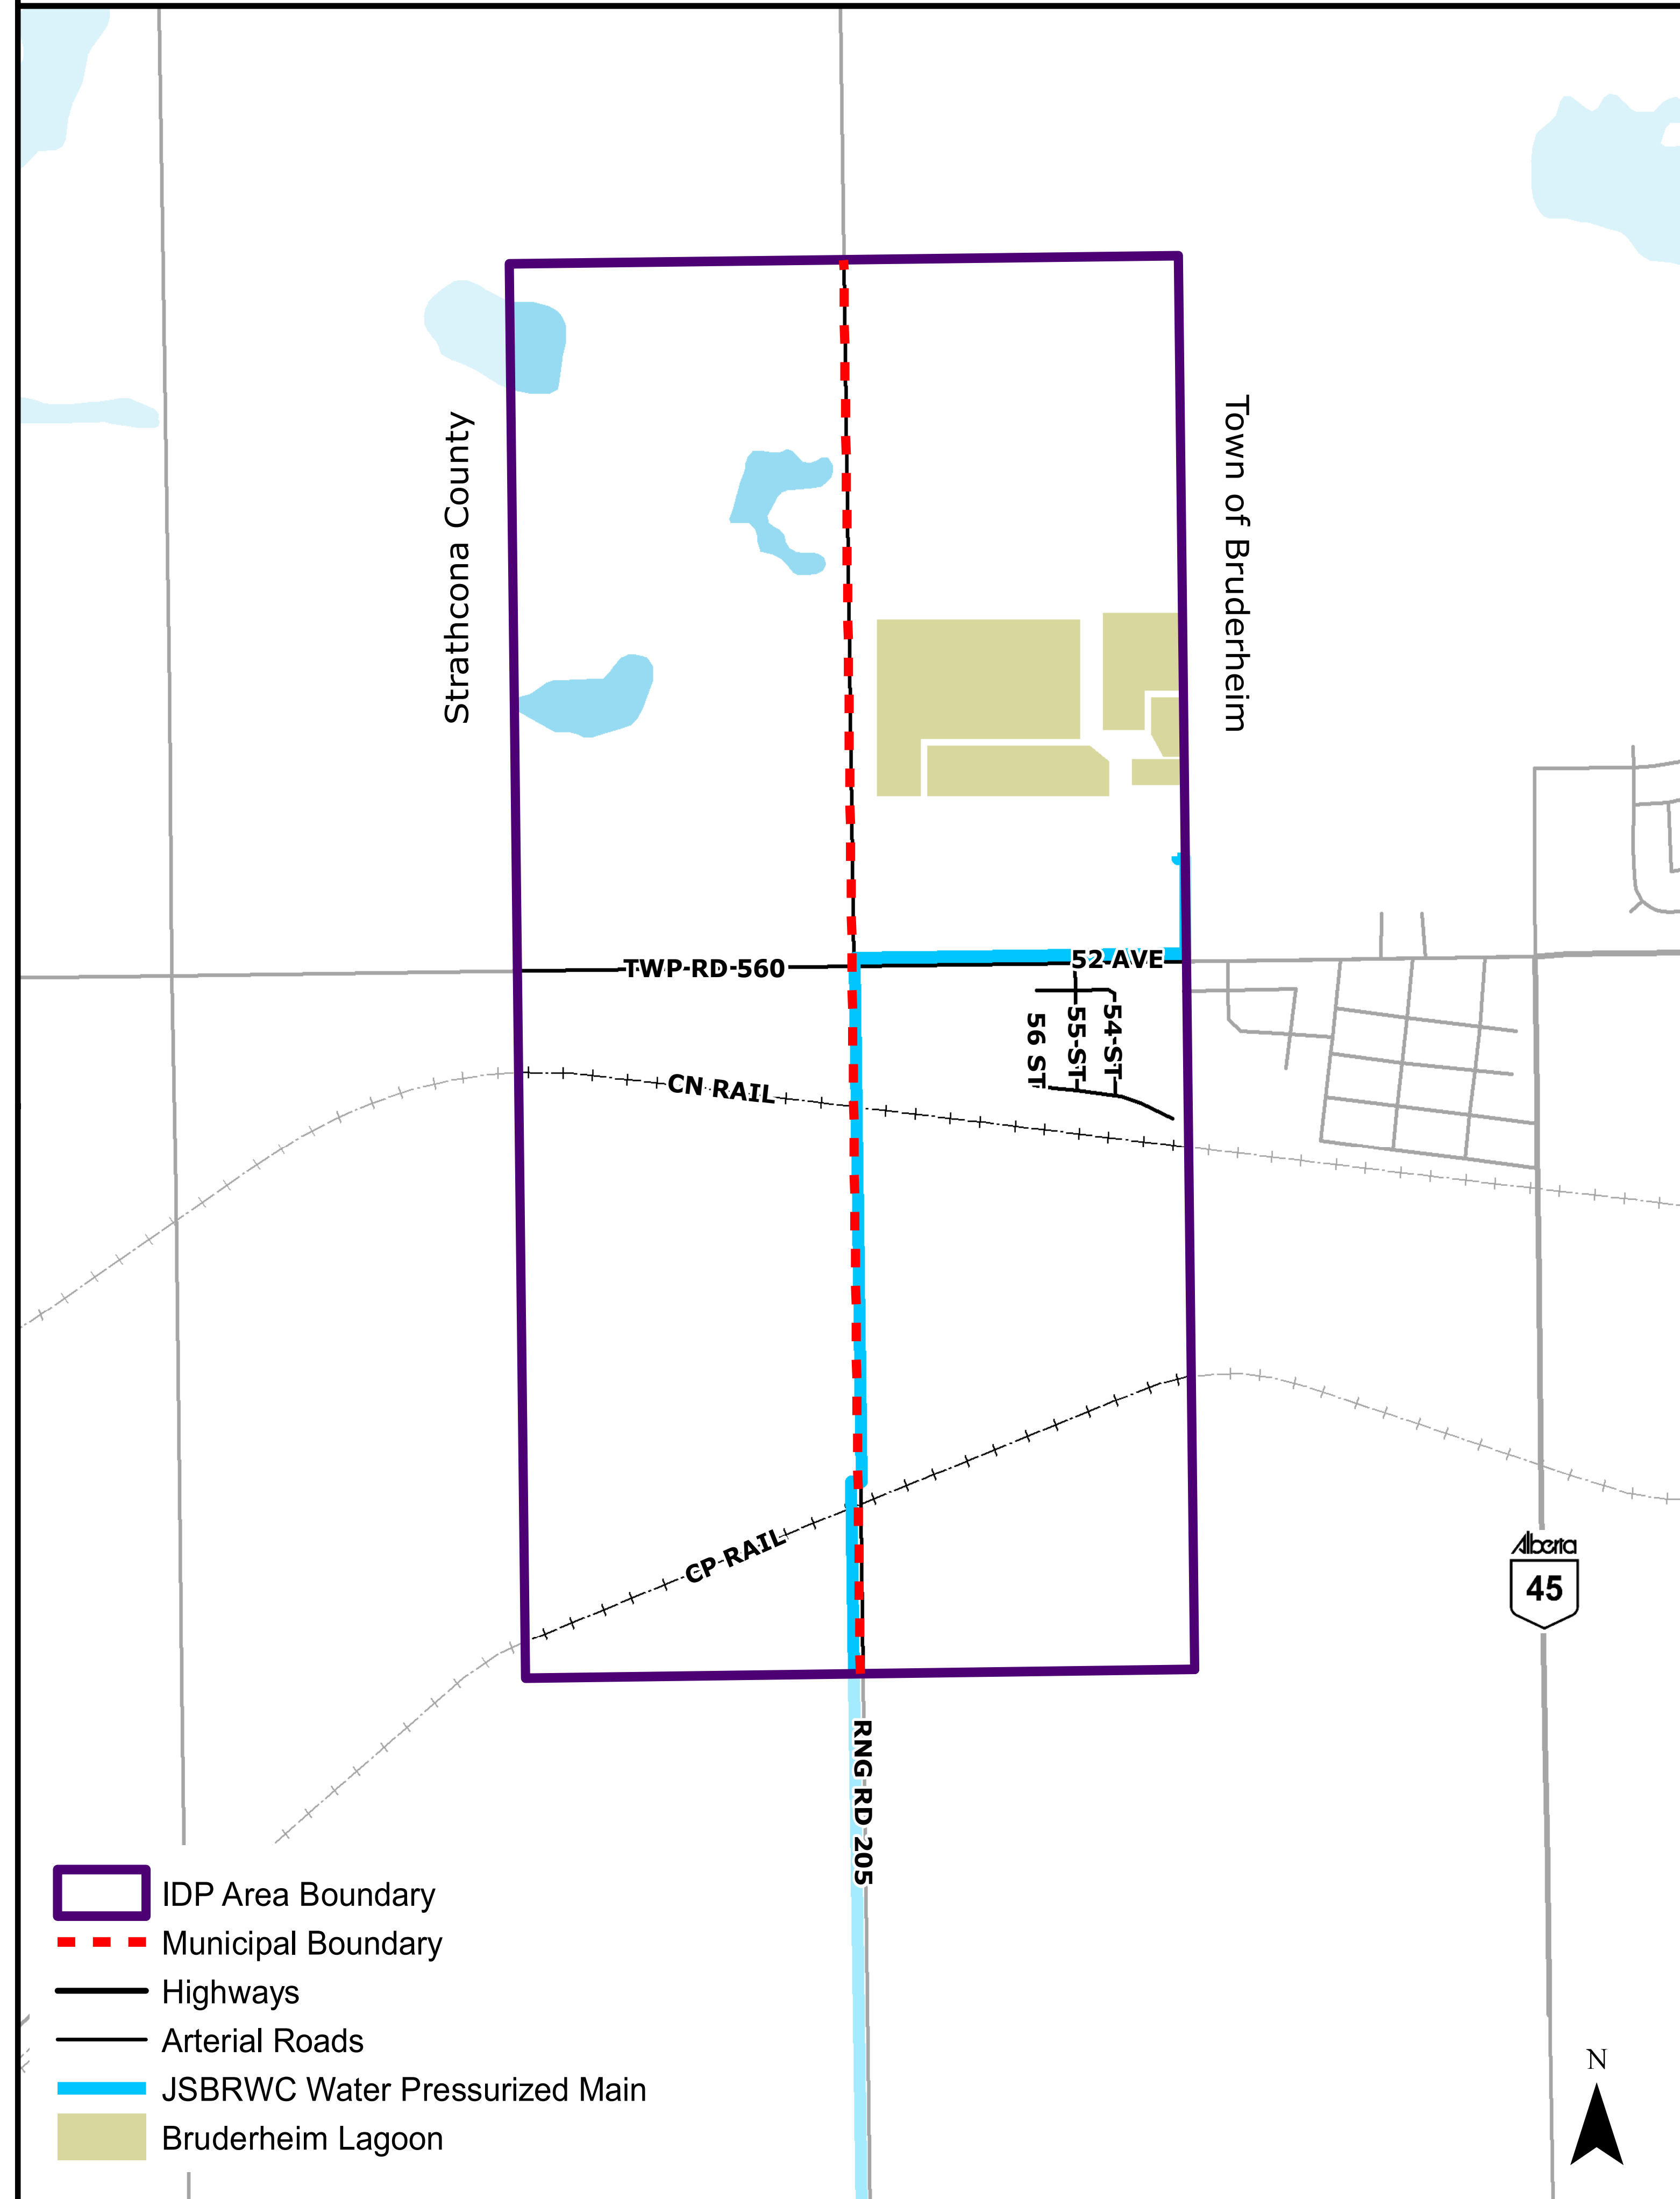 Strathcona County
Town of Bruderheim
TWP RD 560
52 AVE
56 ST
55 ST
54 ST
CN RAIL
CP RAIL
RNG RD 205
Alberta
45
IDP Area Boundary
Municipal Boundary
Highways
Arterial Roads
JSBRWC Water Pressurized Main
Bruderheim Lagoon
N